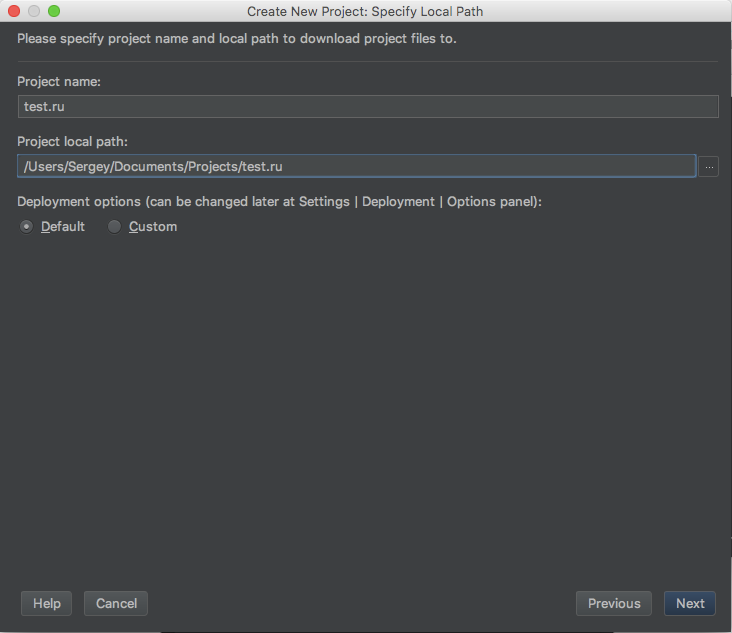 Create New Project: Specify Local Path
Please specify project name and local path to download project files to.
Project name:
test.ru
Project local path:
/Users/Sergey/Documents/Projects/test.ru
...
Deployment options (can be changed later at Settings | Deployment | Options panel):
Default Custom
Help Cancel Previous Next